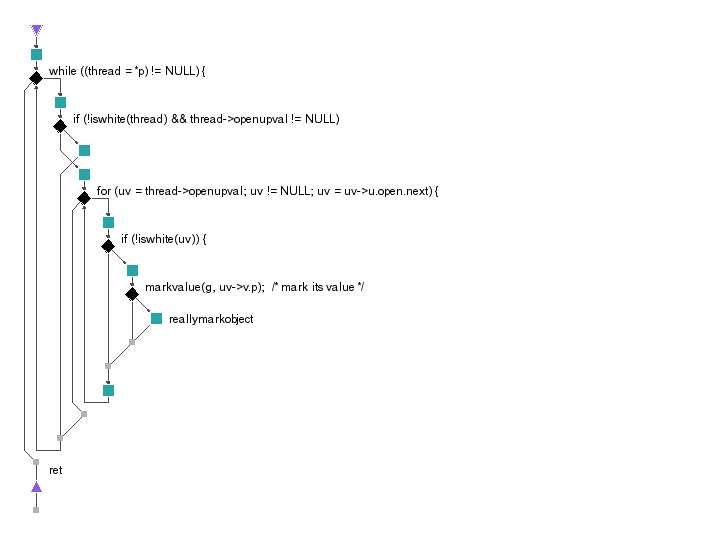 while ((thread = *p) != NULL) {
if (!iswhite(thread) && thread->openupval != NULL)
for (uv = thread->openupval; uv != NULL; uv = uv->u.open.next) {
if (!iswhite(uv)) {
markvalue(g, uv->v.p);  /* mark its value */
reallymarkobject
ret